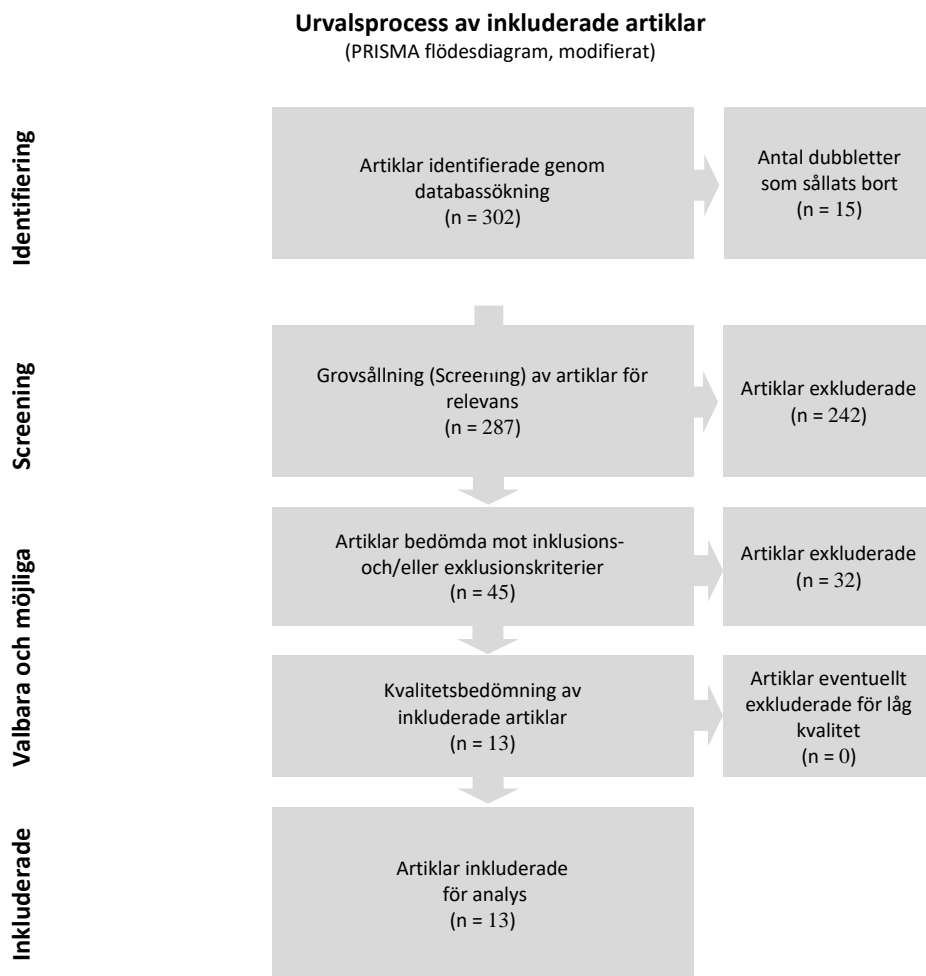 Urvalsprocess av inkluderade artiklar
(PRISMA flödesdiagram, modifierat)
Identifiering
Artiklar identifierade genom
databassökning
(n = 302)
Antal dubbletter
som sållats bort
(n = 15)
Screening
Grovsållning (Screening) av artiklar för
relevans
(n = 287)
Artiklar exkluderade
(n = 242)
Valbara och möjliga
Artiklar bedömda mot inklusions-
och/eller exklusionskriterier
(n = 45)
Artiklar exkluderade
(n = 32)
Kvalitetsbedömning av
inkluderade artiklar
(n = 13)
Artiklar eventuellt
exkluderade för låg
kvalitet
(n = 0)
Inkluderade
Artiklar inkluderade
för analys
(n = 13)